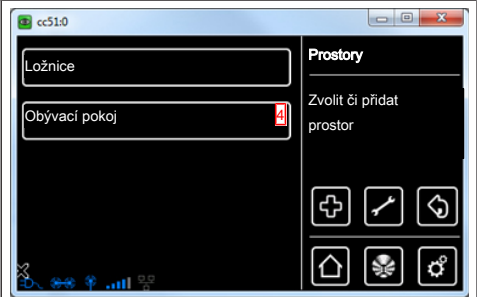 cc51:0
Ložnice
Obývací pokoj 4
Prostory
Zvolit či přidat
prostor